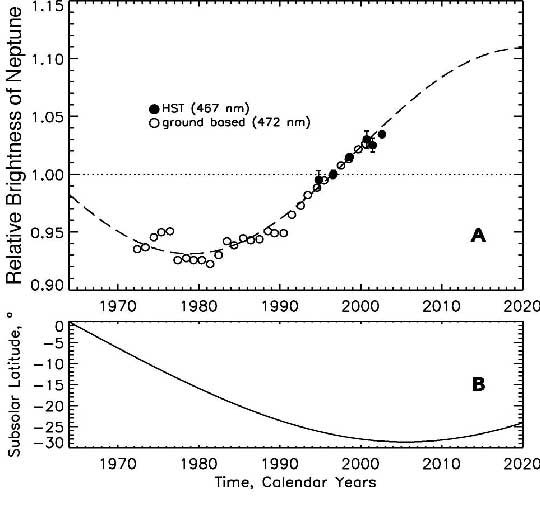 Relative Brightness of Neptune
1.15
1.10
1.05
1.00
0.95
0.90
HST (467 nm)
ground based (472 nm)
A
1970 1980 1990 2000 2010 2020
Subsolar Latitude, °
0
−5
−10
−15
−20
−25
−30
B
1970 1980 1990 2000 2010 2020
Time, Calendar Years